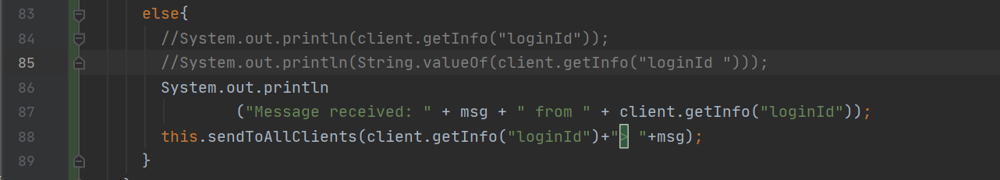 83 else{
84 //System.out.println(client.getInfo("loginId"));
85 //System.out.println(String.valueOf(client.getInfo("loginId ")));
86 System.out.println
87 ("Message received: " + msg + " from " + client.getInfo("loginId"));
88 this.sendToAllClients(client.getInfo("loginId")+"> "+msg);
89 }